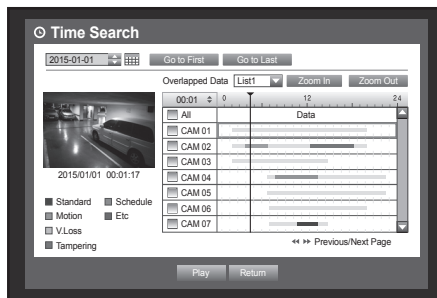 Time Search
2015-01-01 Go to First Go to Last
Overlapped Data List1 Zoom In Zoom Out
00:01 0 12 24
All Data
CAM 01
CAM 02
CAM 03
CAM 04
CAM 05
CAM 06
CAM 07
2015/01/01 00:01:17
Standard Schedule
Motion Etc
V.Loss
Tampering
Previous/Next Page
Play Return